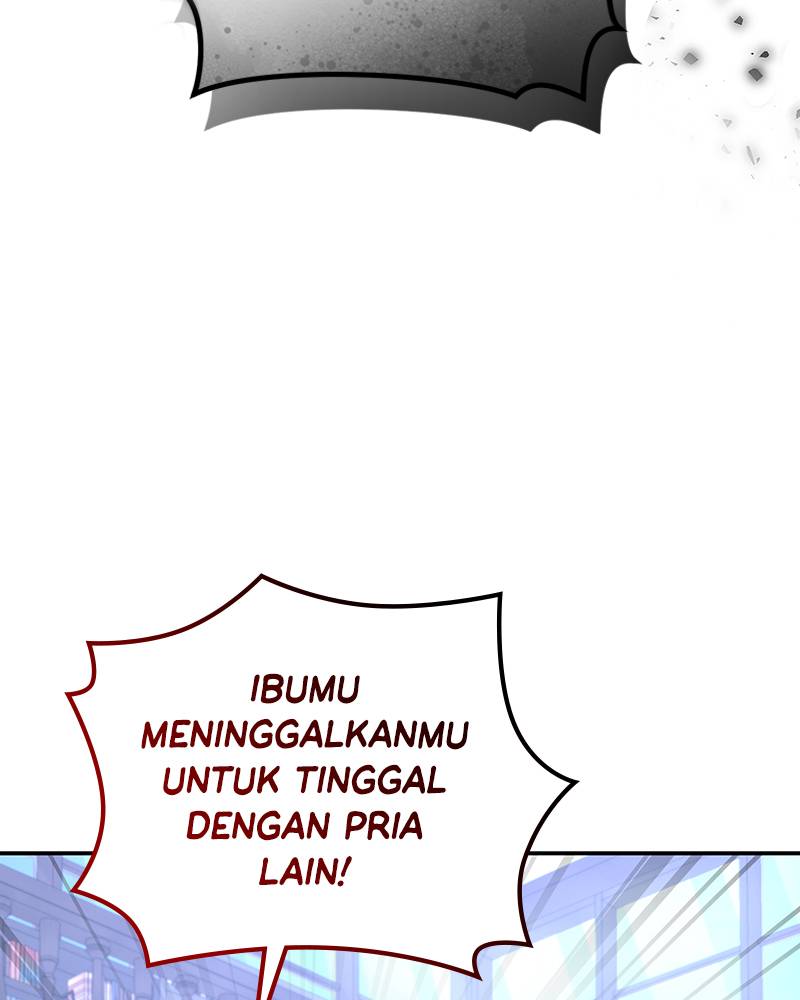 IBUMU
MENINGGALKANMU
UNTUK TINGGAL
DENGAN PRIA
LAIN!